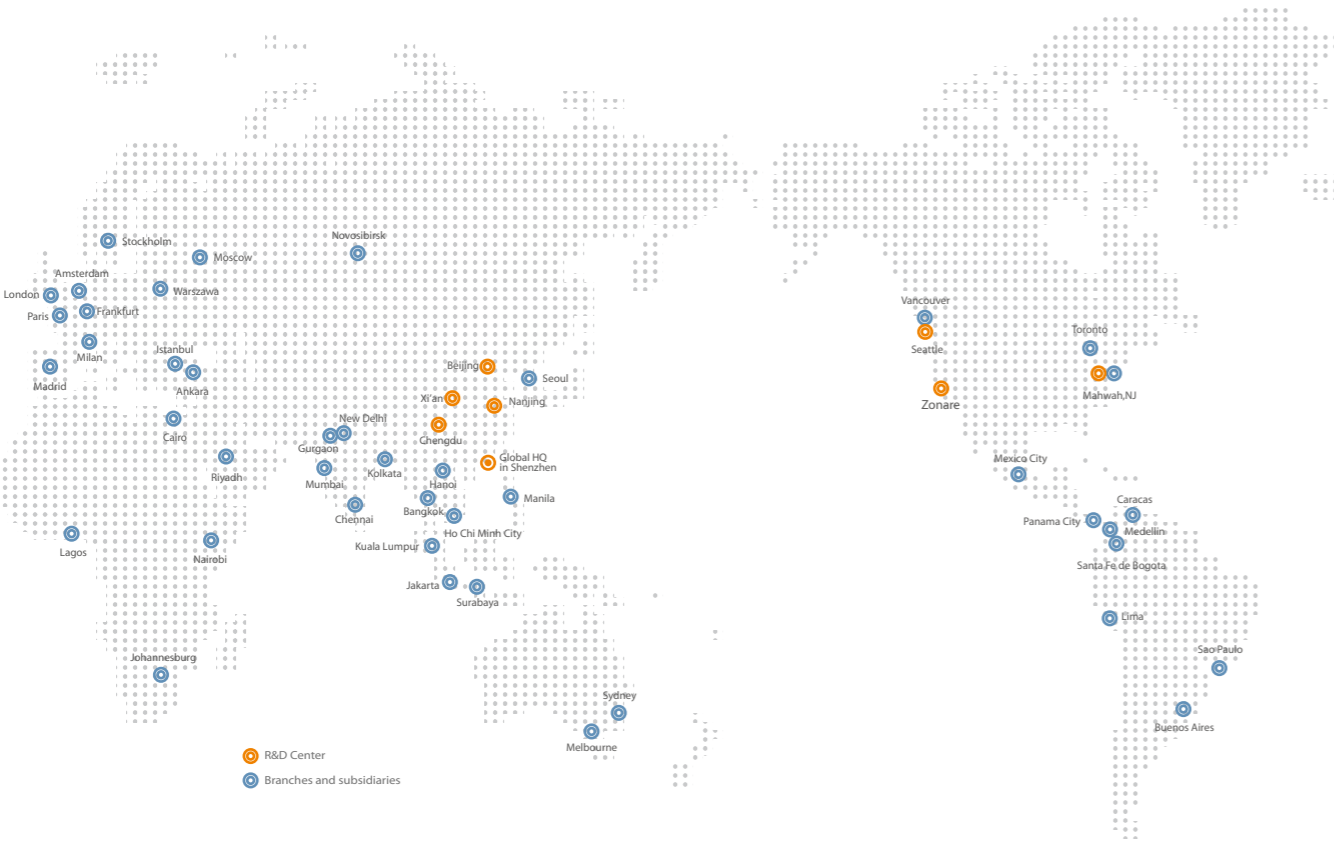 Novosibirsk
Stockholm
Moscow
Amsterdam
London
Warszawa
Vancouver
Paris
Frankfurt
Toronto
Istanbul
Seattle
Milan
Beijing
Seoul
Madrid
Ankara
Mahwah,NJ
Xi'an
Nanjing
Zonare
New Delhi
Cairo
Chengdu
Gurgaon
Global HQ
in Shenzhen
Mexico City
Kolkata
Riyadh
Mumbai
Hanoi
Manila
Caracas
Bangkok
Chennai
Panama City
Medellin
Ho Chi Minh City
Kuala Lumpur
Lagos
Nairobi
Santa Fe de Bogota
Jakarta
Surabaya
Lima
Sao Paulo
Johannesburg
Sydney
Buenos Aires
Melbourne
R&D Center
Branches and subsidiaries